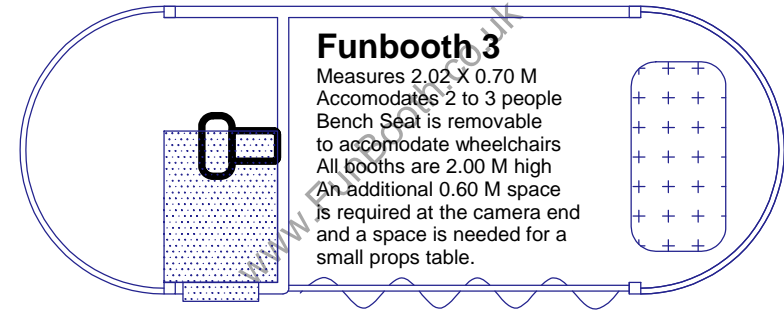 Funbooth 3
Measures 2.02 X 0.70 M
Accomodates 2 to 3 people
Bench Seat is removable
to accomodate wheelchairs
All booths are 2.00 M high
An additional 0.60 M space
is required at the camera end
and a space is needed for a
small props table.
www.FunBooth.co.uk